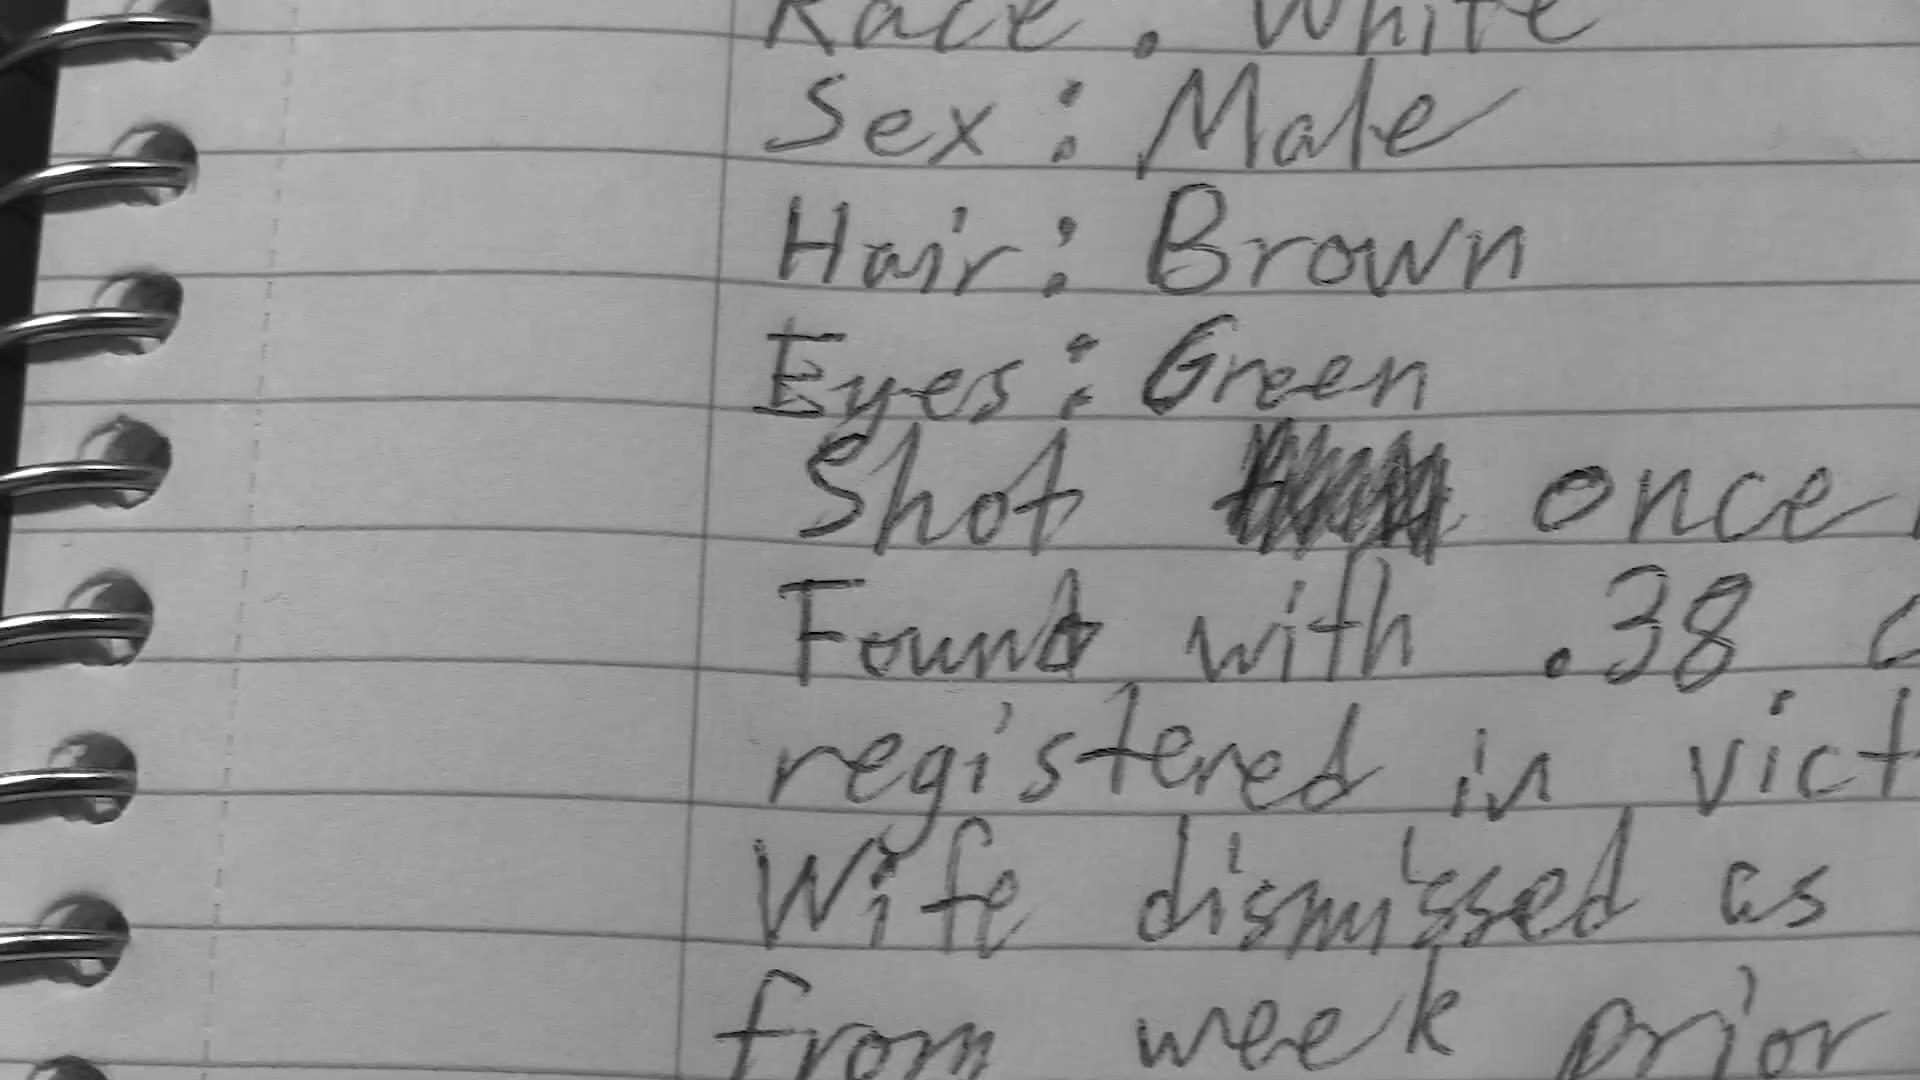 Race: White
Sex: Male
Hair: Brown
Eyes: Green
Shot once
Found with .38
registered in vict
Wife dismissed as
from week prior